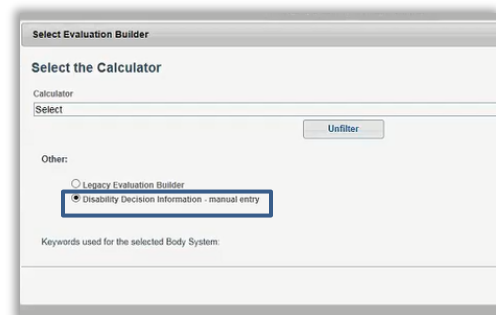 Select Evaluation Builder
Select the Calculator
Calculator
Select
Unfilter
Other:
Legacy Evaluation Builder
Disability Decision Information - manual entry
Keywords used for the selected Body System: